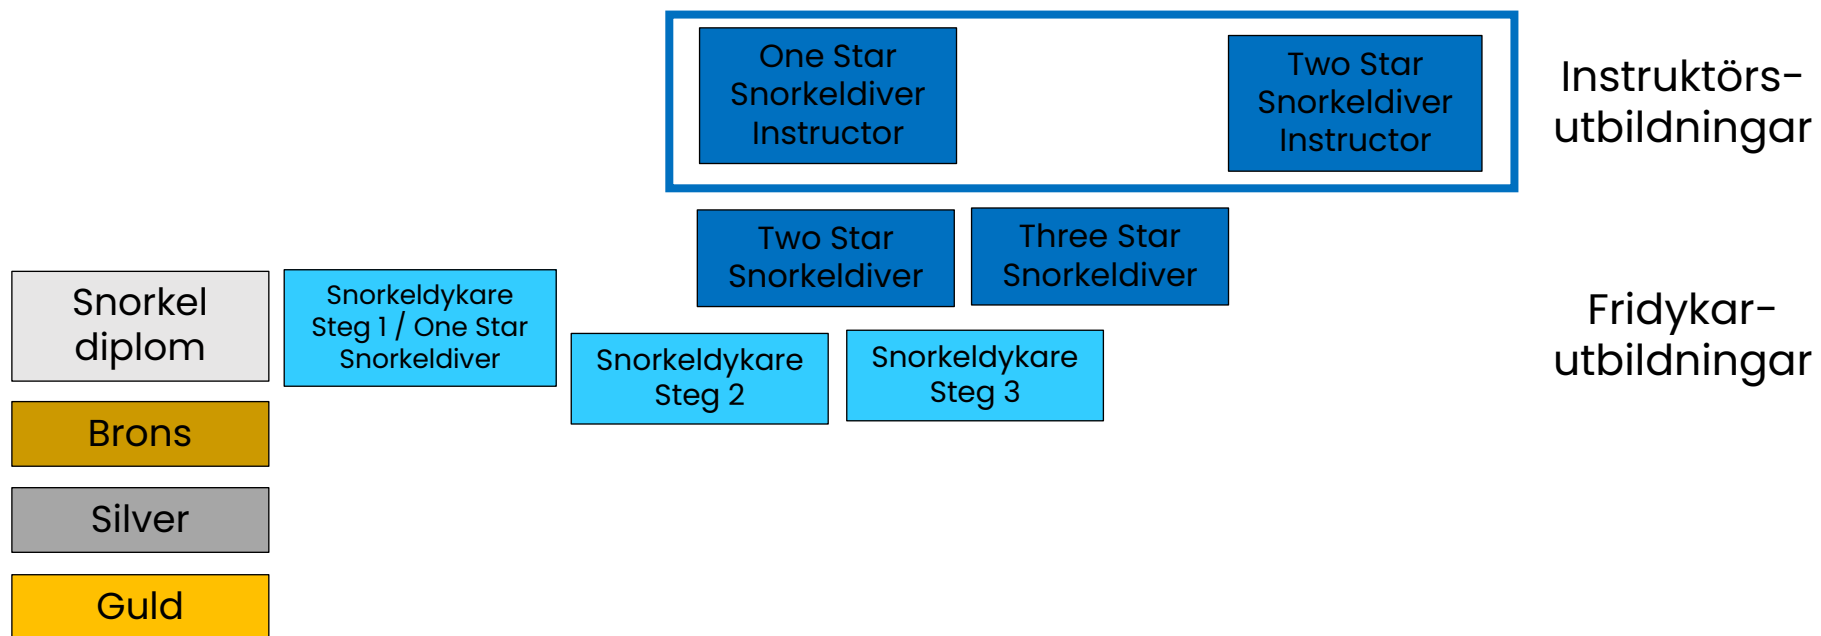 One Star
Snorkeldiver
Instructor
Two Star
Snorkeldiver
Instructor
Instruktörs-
utbildningar
Two Star
Snorkeldiver
Three Star
Snorkeldiver
Snorkel
diplom
Snorkeldykare
Steg 1 / One Star
Snorkeldiver
Snorkeldykare
Steg 2
Snorkeldykare
Steg 3
Fridykar-
utbildningar
Brons
Silver
Guld